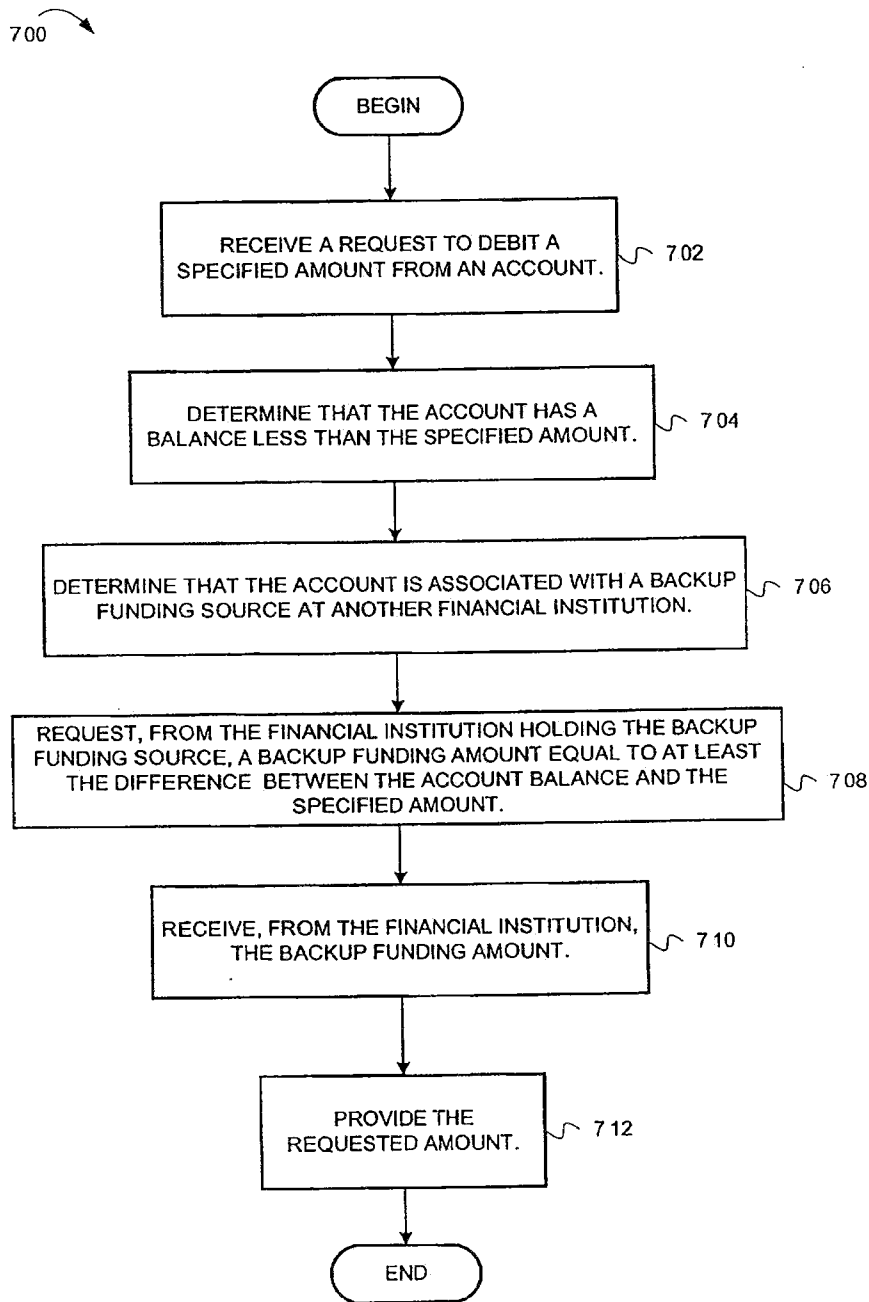 700
BEGIN
RECEIVE A REQUEST TO DEBIT A
SPECIFIED AMOUNT FROM AN ACCOUNT.
702
DETERMINE THAT THE ACCOUNT HAS A
BALANCE LESS THAN THE SPECIFIED AMOUNT.
704
DETERMINE THAT THE ACCOUNT IS ASSOCIATED WITH A BACKUP
FUNDING SOURCE AT ANOTHER FINANCIAL INSTITUTION.
706
REQUEST, FROM THE FINANCIAL INSTITUTION HOLDING THE BACKUP
FUNDING SOURCE, A BACKUP FUNDING AMOUNT EQUAL TO AT LEAST
THE DIFFERENCE BETWEEN THE ACCOUNT BALANCE AND THE
SPECIFIED AMOUNT.
708
RECEIVE, FROM THE FINANCIAL INSTITUTION,
THE BACKUP FUNDING AMOUNT.
710
PROVIDE THE
REQUESTED AMOUNT.
712
END